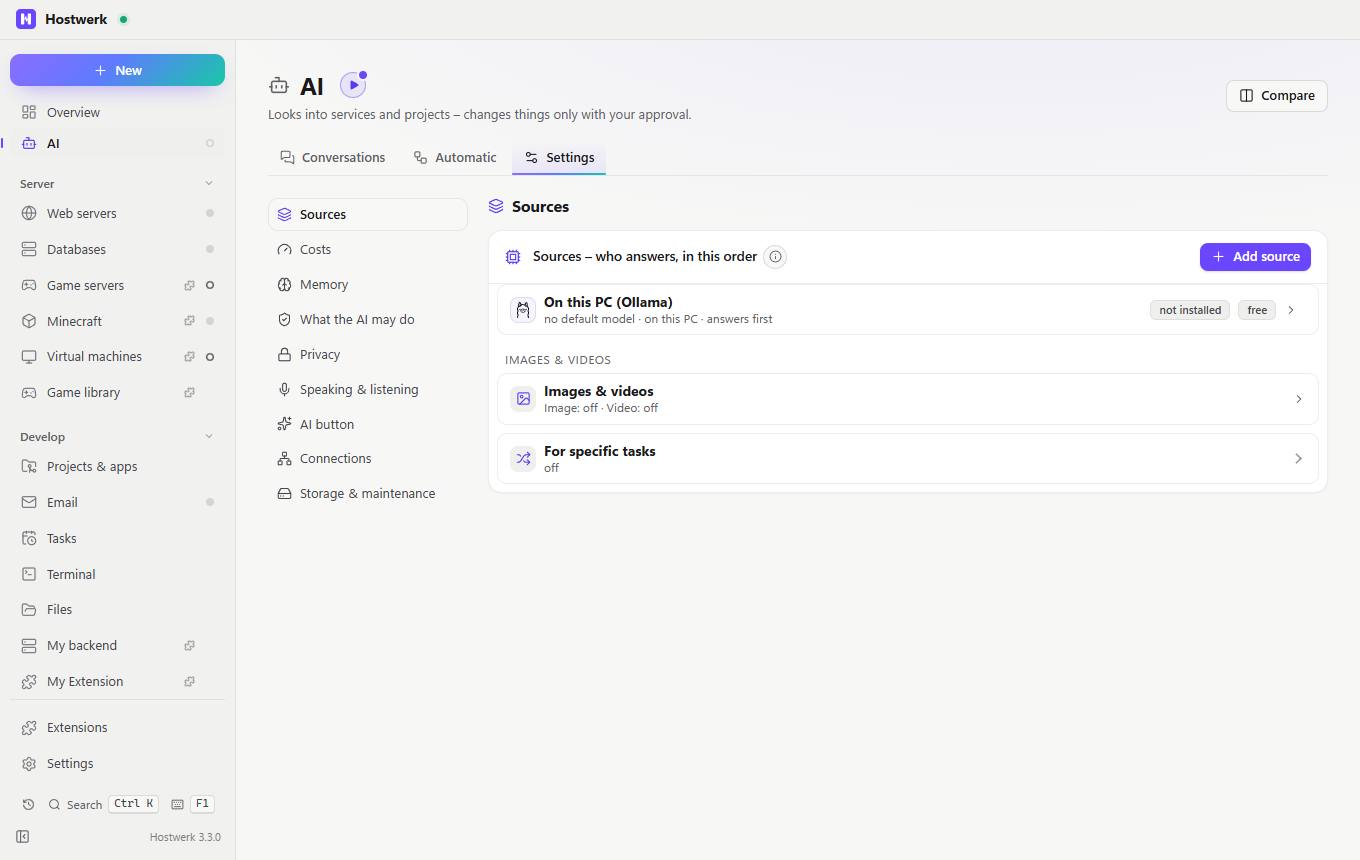 Hostwerk
New
Overview
AI
Server
Web servers
Databases
Game servers
Minecraft
Virtual machines
Game library
Develop
Projects & apps
Email
Tasks
Terminal
Files
My backend
My Extension
Extensions
Settings
Search Ctrl K F1
Hostwerk 3.3.0
AI
Looks into services and projects – changes things only with your approval.
Compare
Conversations
Automatic
Settings
Sources
Costs
Memory
What the AI may do
Privacy
Speaking & listening
AI button
Connections
Storage & maintenance
Sources
Sources – who answers, in this order
Add source
On this PC (Ollama)
no default model · on this PC · answers first
not installed
free
IMAGES & VIDEOS
Images & videos
Image: off · Video: off
For specific tasks
off